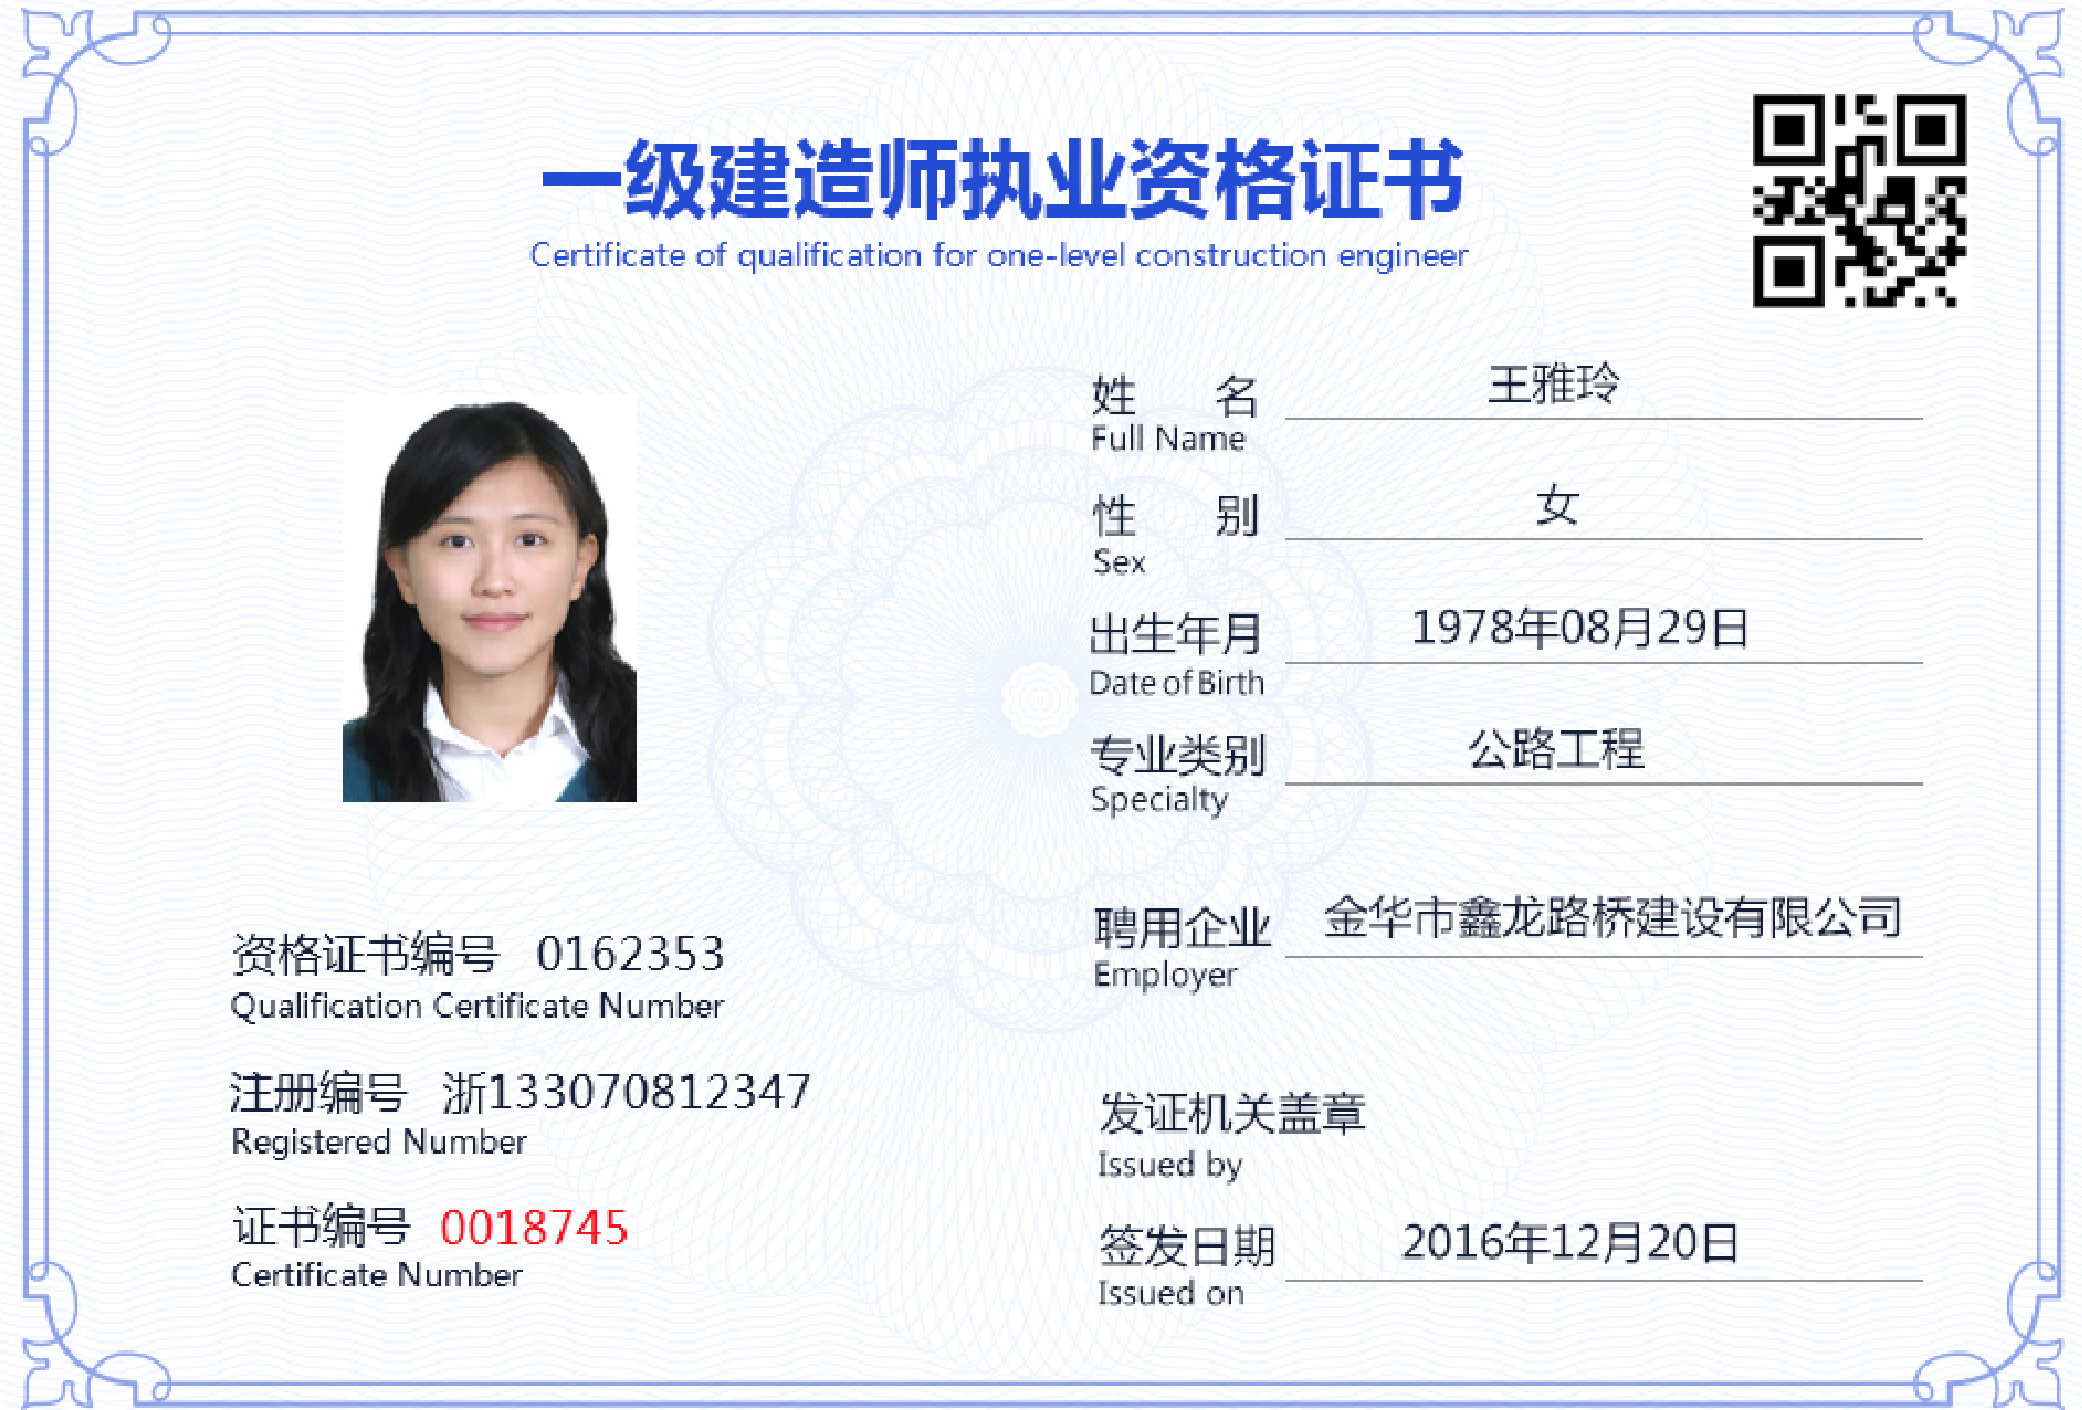 一级建造师执业资格证书
Certificate of qualification for one-level construction engineer
姓 名 王雅玲
Full Name
性 别 女
Sex
出生年月 1978年08月29日
Date of Birth
专业类别 公路工程
Specialty
聘用企业 金华市鑫龙路桥建设有限公司
Employer
资格证书编号 0162353
Qualification Certificate Number
注册编号 浙133070812347
Registered Number
证书编号 0018745
Certificate Number
发证机关盖章
Issued by
签发日期 2016年12月20日
Issued on